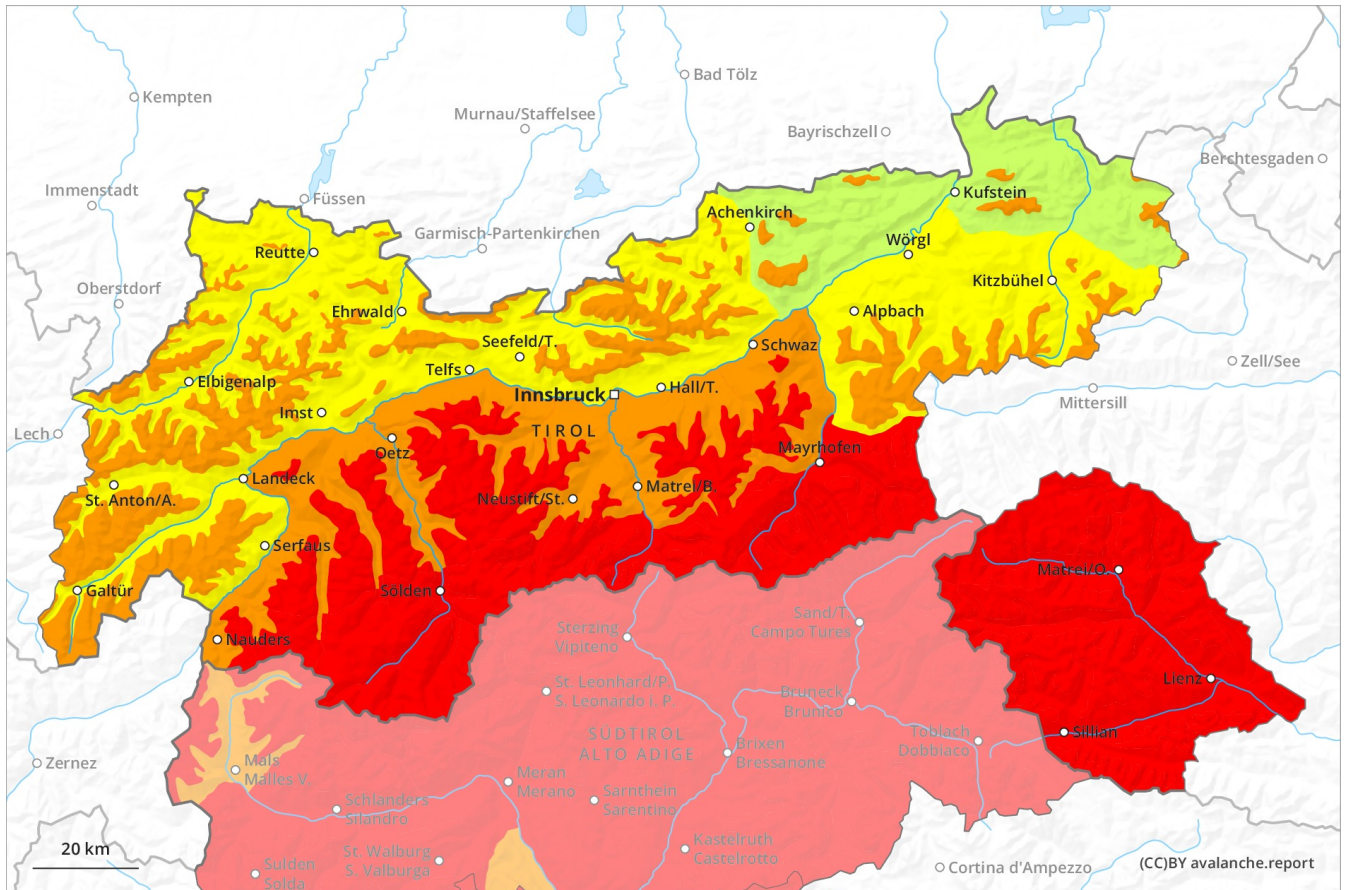 Bad Tölz
Kempten
Murnau/Staffelsee
Bayrischzell
Berchtesgaden
Immenstadt
Füssen
Kufstein
Achenkirch
Garmisch-Partenkirchen
Wörgl
Reutte
Oberstdorf
Kitzbühel
Ehrwald
Alpbach
Seefeld/T.
Schwaz
Zell/See
Telfs
Elbigenalp
Hall/T.
Innsbruck
Mittersill
Imst
TIROL
Lech
Oetz
Mayrhofen
Landeck
Matrei/B.
St. Anton/A.
Neustift/St.
Serfaus
Matrei/O.
Galtür
Sölden
Sand/T.
Campo Tures
Sterzing
Vipiteno
Nauders
Lienz
St. Leonhard/P.
S. Leonardo i. P.
Bruneck
Brunico
SÜDTIROL
ALTO ADIGE
Toblach
Dobbiaco
Sillian
Brixen
Bressanone
Zernez
Mals
Malles V.
Meran
Merano
Sarnthein
Sarentino
Schlanders
Silandro
Kastelruth
Castelrotto
20 km
St. Walburg
S. Valburga
Sulden
Solda
Cortina d'Ampezzo
(CC)BY avalanche.report